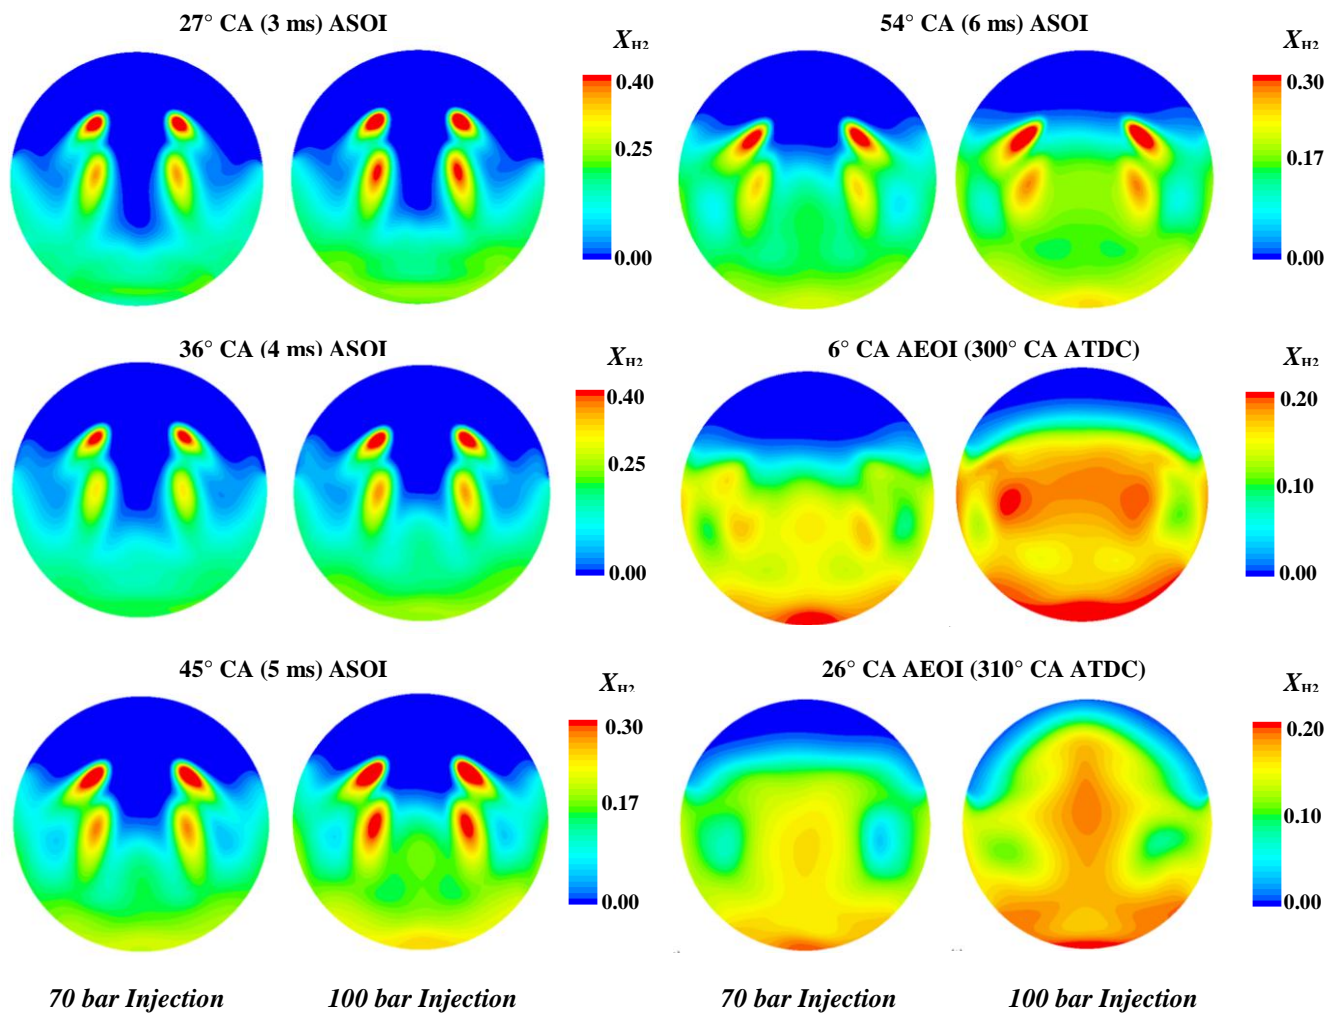 27° CA (3 ms) ASOI
X_H2
0.40
0.25
0.00
54° CA (6 ms) ASOI
X_H2
0.30
0.17
0.00
36° CA (4 ms) ASOI
X_H2
0.40
0.25
0.00
6° CA AEOI (300° CA ATDC)
X_H2
0.20
0.10
0.00
45° CA (5 ms) ASOI
X_H2
0.30
0.17
0.00
26° CA AEOI (310° CA ATDC)
X_H2
0.20
0.10
0.00
70 bar Injection 100 bar Injection 70 bar Injection 100 bar Injection